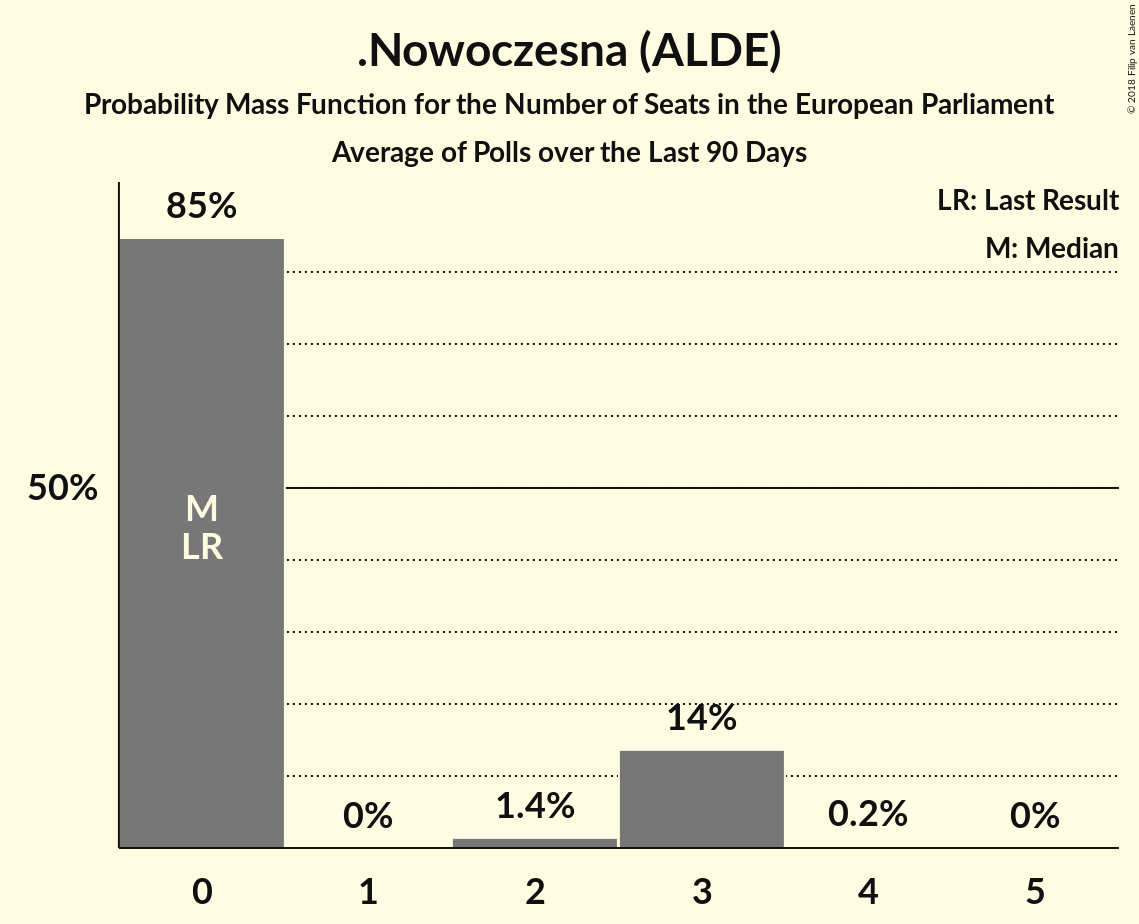 .Nowoczesna (ALDE)
Probability Mass Function for the Number of Seats in the European Parliament
Average of Polls over the Last 90 Days
© 2018 Filip van Laenen
LR: Last Result
M: Median
85%
50%
M
LR
0%
1.4%
14%
0.2%
0%
0 1 2 3 4 5